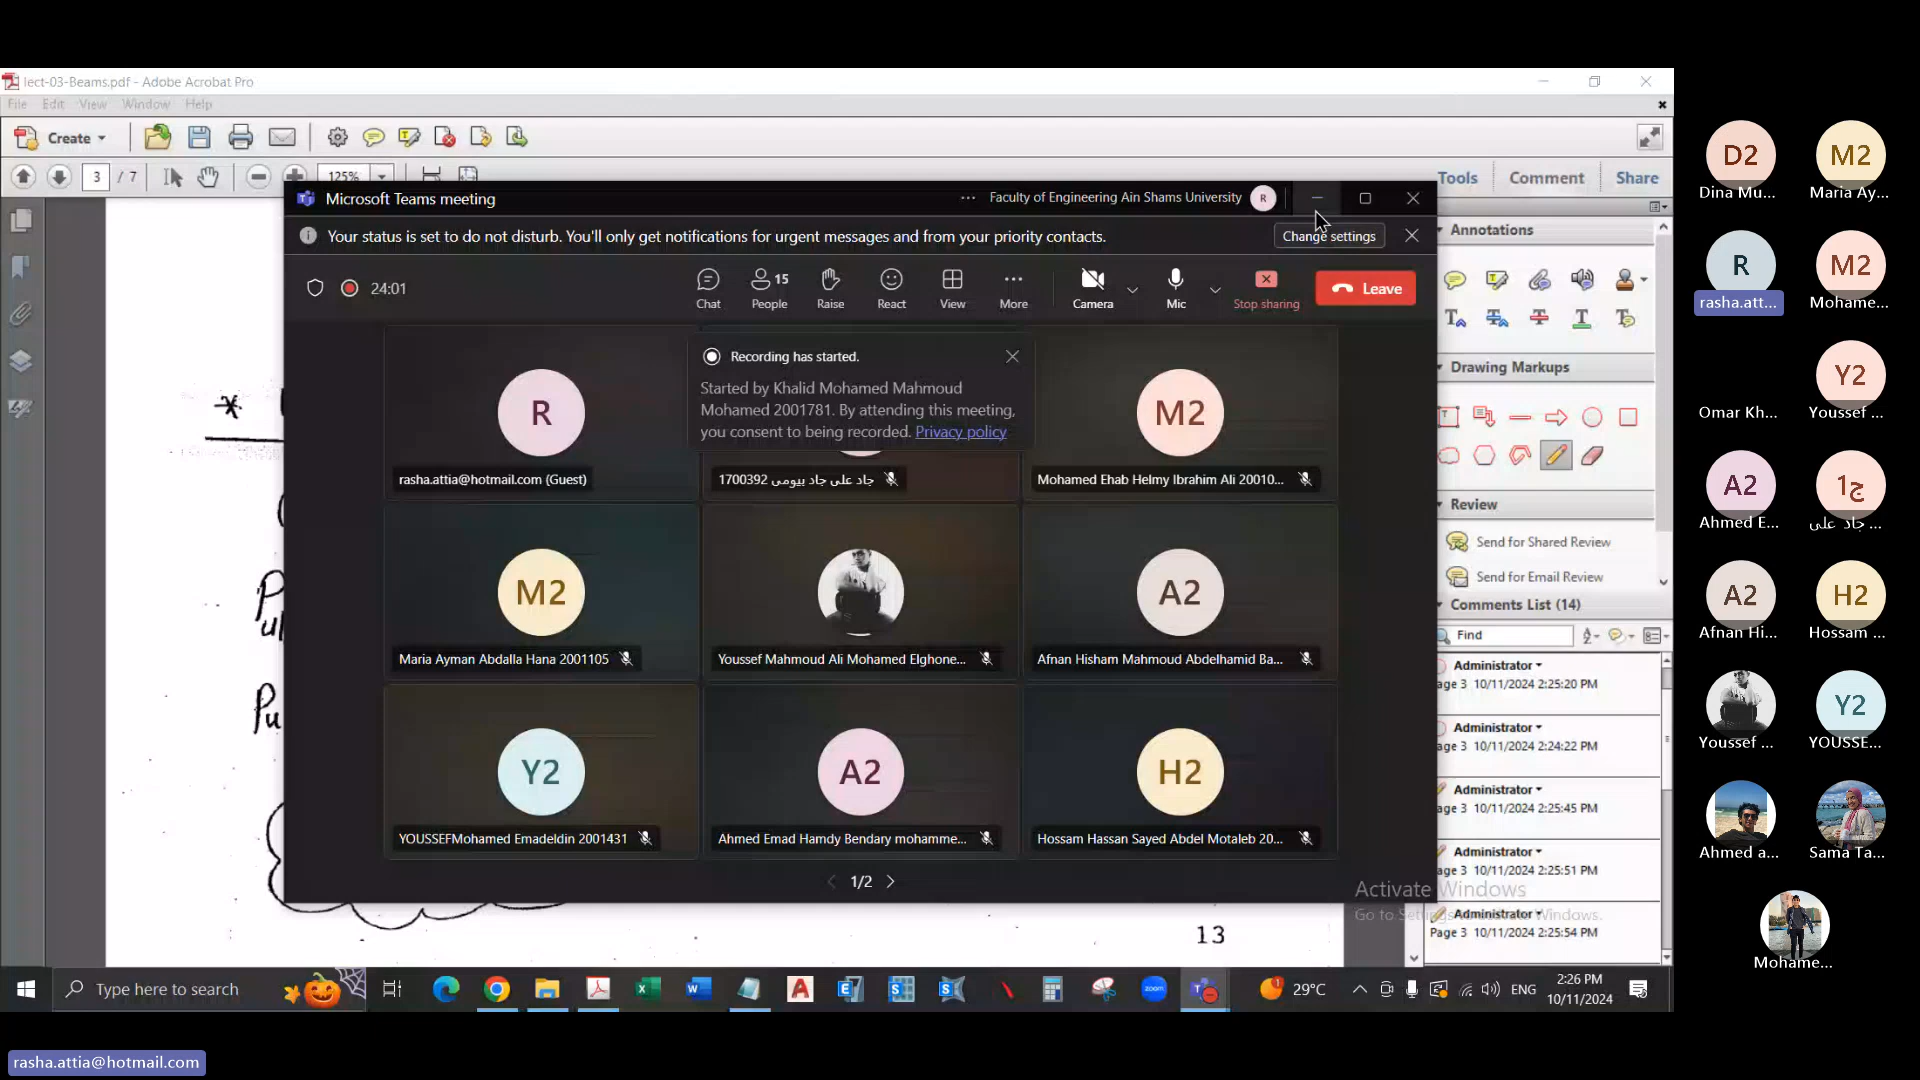 lect-03-Beams.pdf - Adobe Acrobat Pro
File Edit View Window Help
Create
3 / 7 125%
Tools Comment Share
Microsoft Teams meeting
Faculty of Engineering Ain Shams University R
Your status is set to do not disturb. You'll only get notifications for urgent messages and from your priority contacts.
Change settings
24:01
Chat
15
People
Raise
React
View
More
Camera
Mic
Stop sharing
Leave
Recording has started.
Started by Khalid Mohamed Mahmoud
Mohamed 2001781. By attending this meeting,
you consent to being recorded. Privacy policy
R
rasha.attia@hotmail.com (Guest)
جاد على جاد بيومى 1700392
M2
Mohamed Ehab Helmy Ibrahim Ali 20010...
M2
Maria Ayman Abdalla Hana 2001105
Youssef Mahmoud Ali Mohamed Elghone...
A2
Afnan Hisham Mahmoud Abdelhamid Ba...
Y2
YOUSSEFMohamed Emadeldin 2001431
A2
Ahmed Emad Hamdy Bendary mohamme...
H2
Hossam Hassan Sayed Abdel Motaleb 20...
1/2
13
Annotations
Drawing Markups
Review
Send for Shared Review
Send for Email Review
Comments List (14)
Find
Administrator
age 3 10/11/2024 2:25:20 PM
Administrator
age 3 10/11/2024 2:24:22 PM
Administrator
age 3 10/11/2024 2:25:45 PM
Administrator
age 3 10/11/2024 2:25:51 PM
Administrator
Page 3 10/11/2024 2:25:54 PM
Activate Windows
Go to Settings to activate Windows.
Type here to search
zoom
29°C
ENG
2:26 PM
10/11/2024
D2
Dina Mu...
M2
Maria Ay...
R
rasha.att...
M2
Mohame...
Omar Kh...
Y2
Youssef ...
A2
Ahmed E...
ج1
جاد على ...
A2
Afnan Hi...
H2
Hossam ...
Youssef ...
Y2
YOUSSE...
Ahmed a...
Sama Ta...
Mohame...
rasha.attia@hotmail.com